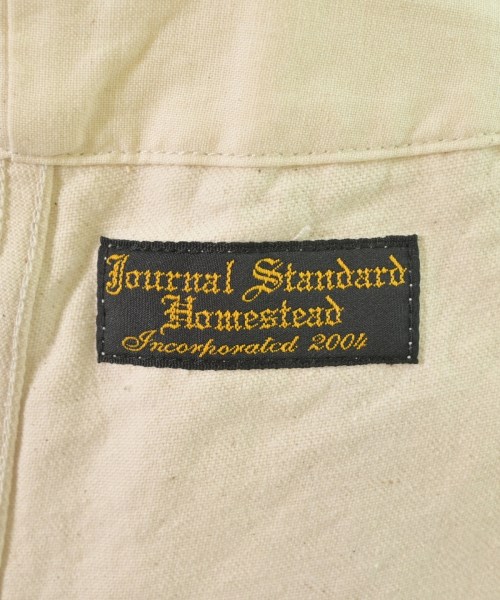 Journal Standard
Homestead
Incorporated 2004